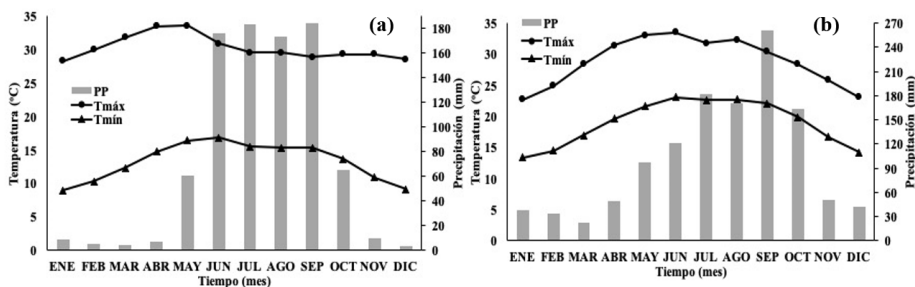 (a)
35
30
25
20
15
10
5
0
Temperatura (°C)
PP
Tmáx
Tmín
180
160
140
120
100
80
60
40
20
0
Precipitación (mm)
ENE FEB MAR ABR MAY JUN JUL AGO SEP OCT NOV DIC
Tiempo (mes)
(b)
35
30
25
20
15
10
5
0
Temperatura (°C)
PP
Tmáx
Tmín
270
240
210
180
150
120
90
60
30
0
Precipitación (mm)
ENE FEB MAR ABR MAY JUN JUL AGO SEP OCT NOV DIC
Tiempo (mes)